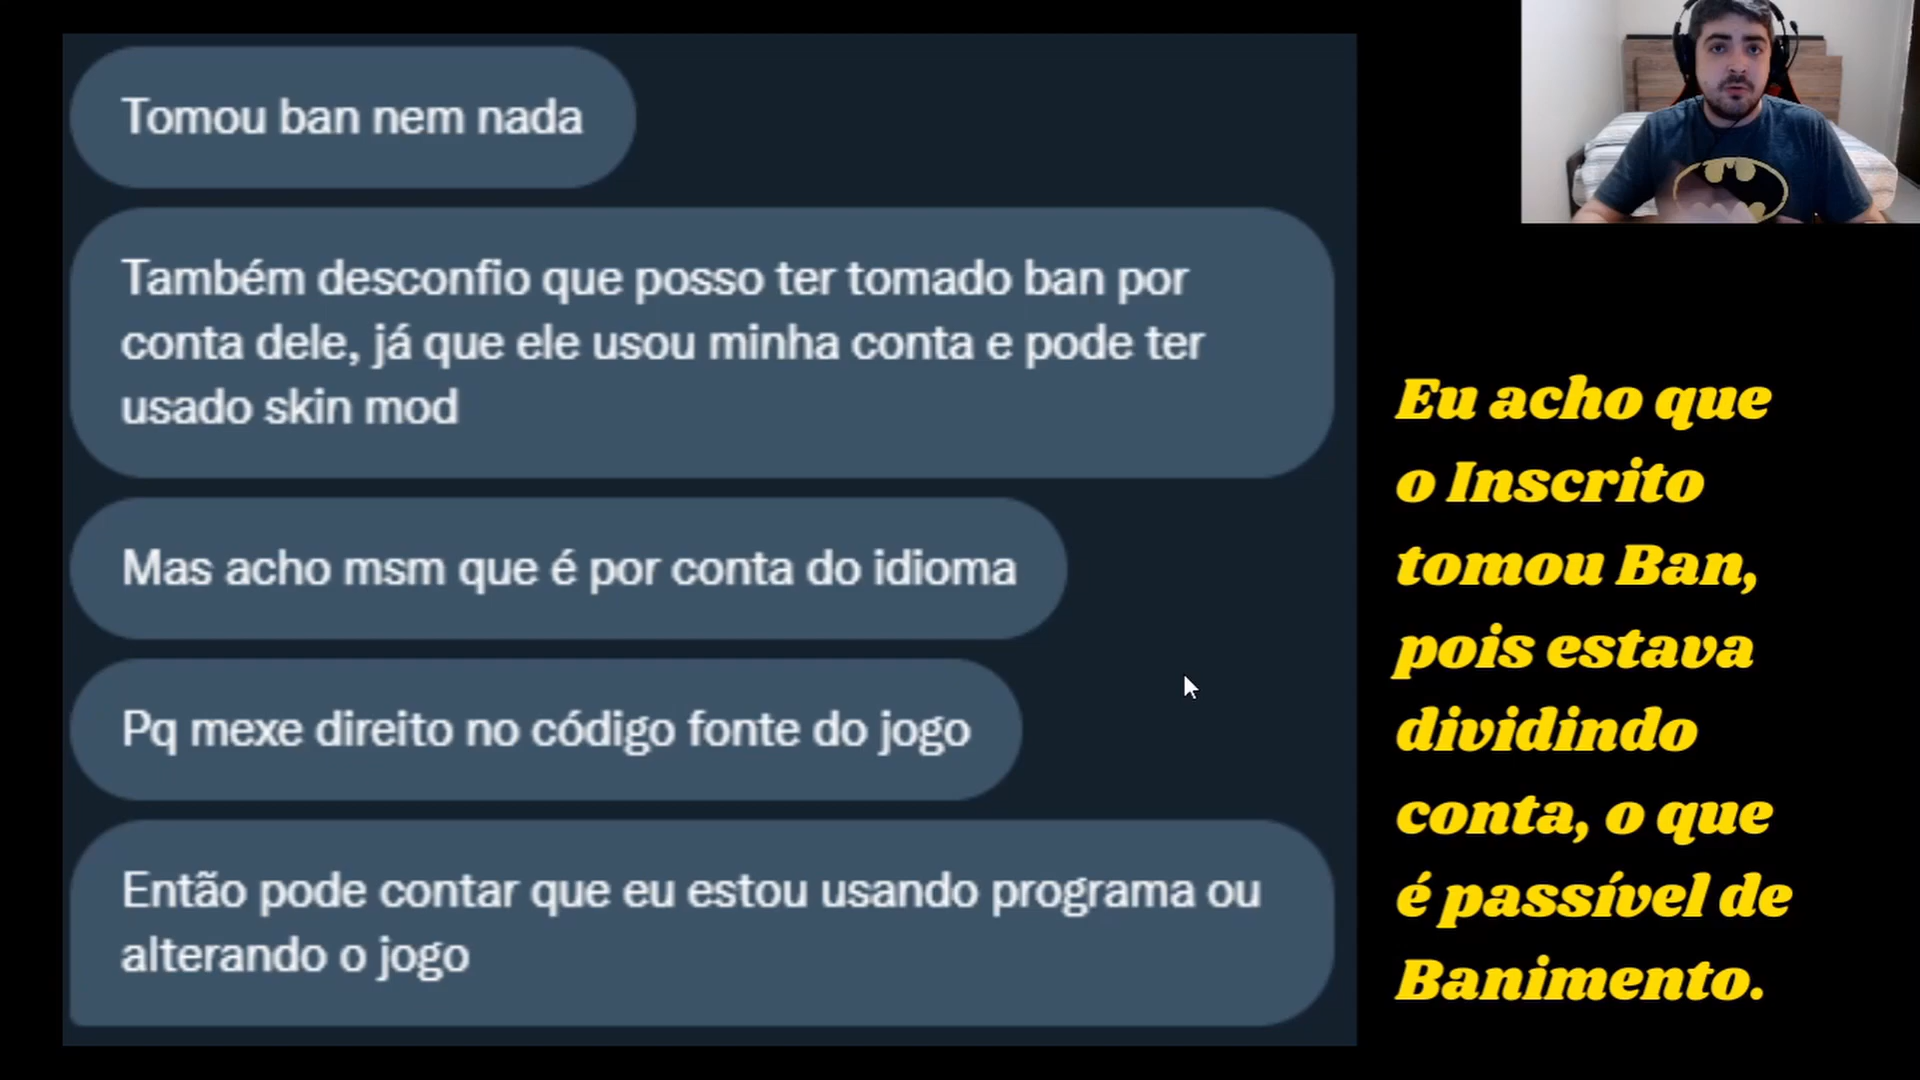 Tomou ban nem nada
Também desconfio que posso ter tomado ban por
conta dele, já que ele usou minha conta e pode ter
usado skin mod
Mas acho msm que é por conta do idioma
Pq mexe direito no código fonte do jogo
Então pode contar que eu estou usando programa ou
alterando o jogo
Eu acho que
o Inscrito
tomou Ban,
pois estava
dividindo
conta, o que
é passível de
Banimento.